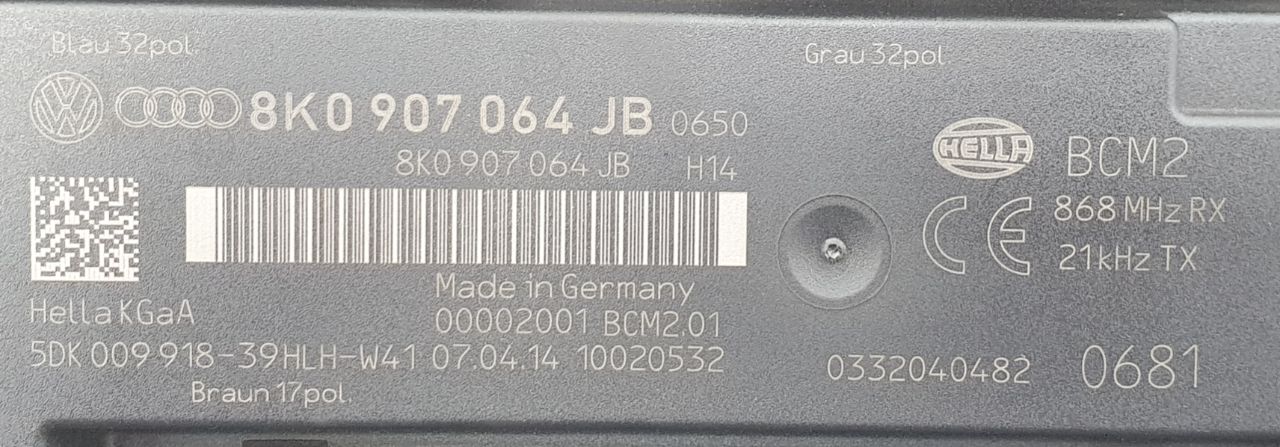 Blau 32pol.
Grau 32pol
8K0 907 064 JB 0650
8K0 907 064 JB H14
HELLA BCM2
868 MHz RX
CE
21kHz TX
Made in Germany
Hella KGaA
00002001 BCM2.01
5DK 009 918-39HLH-W41 07.04.14 10020532
0332040482 0681
Braun 17pol.